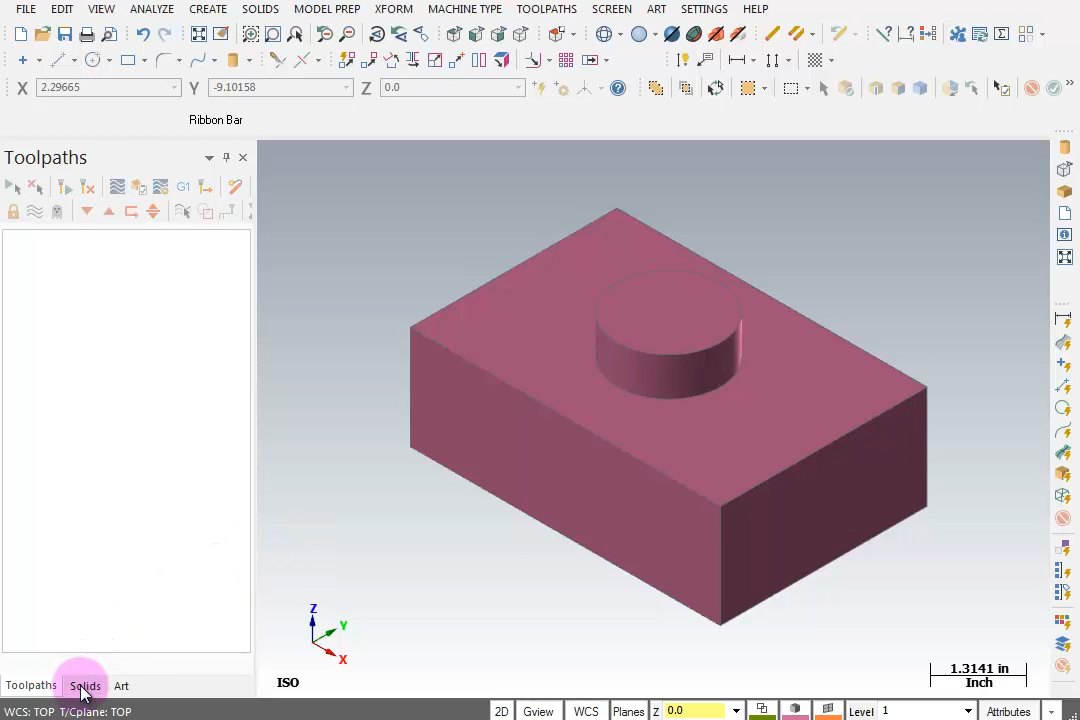 FILE EDIT VIEW ANALYZE CREATE SOLIDS MODEL PREP XFORM MACHINE TYPE TOOLPATHS SCREEN ART SETTINGS HELP
X 2.29665 Y -9.10158 Z 0.0
Ribbon Bar
Toolpaths
G1
Z
Y
X
ISO
1.3141 in
Inch
Toolpaths Solids Art
WCS: TOP T/Cplane: TOP 2D Gview WCS Planes Z 0.0 Level 1 Attributes